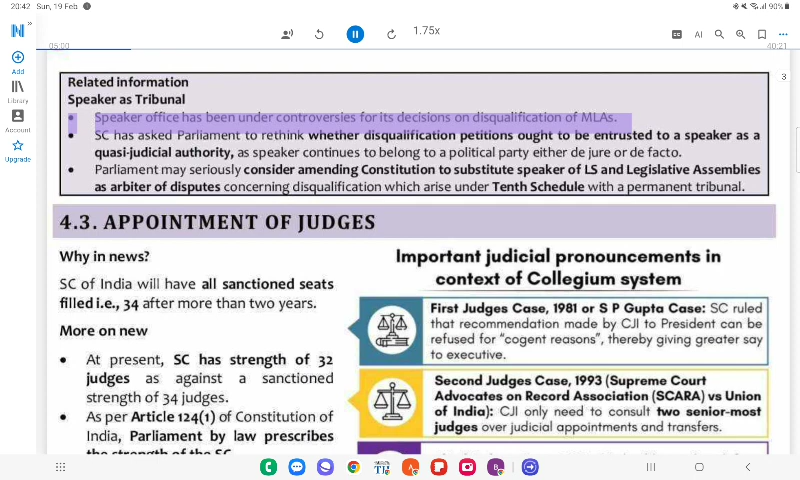 20:42 Sun, 19 Feb
90%
N
»
1.75x
AI
05:00
40:21
Add
Library
Account
Upgrade
3
Related information
Speaker as Tribunal
• Speaker office has been under controversies for its decisions on disqualification of MLAs.
• SC has asked Parliament to rethink whether disqualification petitions ought to be entrusted to a speaker as a
quasi-judicial authority, as speaker continues to belong to a political party either de jure or de facto.
• Parliament may seriously consider amending Constitution to substitute speaker of LS and Legislative Assemblies
as arbiter of disputes concerning disqualification which arise under Tenth Schedule with a permanent tribunal.
4.3. APPOINTMENT OF JUDGES
Why in news?
SC of India will have all sanctioned seats
filled i.e., 34 after more than two years.
More on new
• At present, SC has strength of 32
judges as against a sanctioned
strength of 34 judges.
• As per Article 124(1) of Constitution of
India, Parliament by law prescribes
the strength of the SC
Important judicial pronouncements in
context of Collegium system
First Judges Case, 1981 or S P Gupta Case: SC ruled
that recommendation made by CJI to President can be
refused for "cogent reasons", thereby giving greater say
to executive.
Second Judges Case, 1993 (Supreme Court
Advocates on Record Association (SCARA) vs Union
of India): CJI only need to consult two senior-most
judges over judicial appointments and transfers.